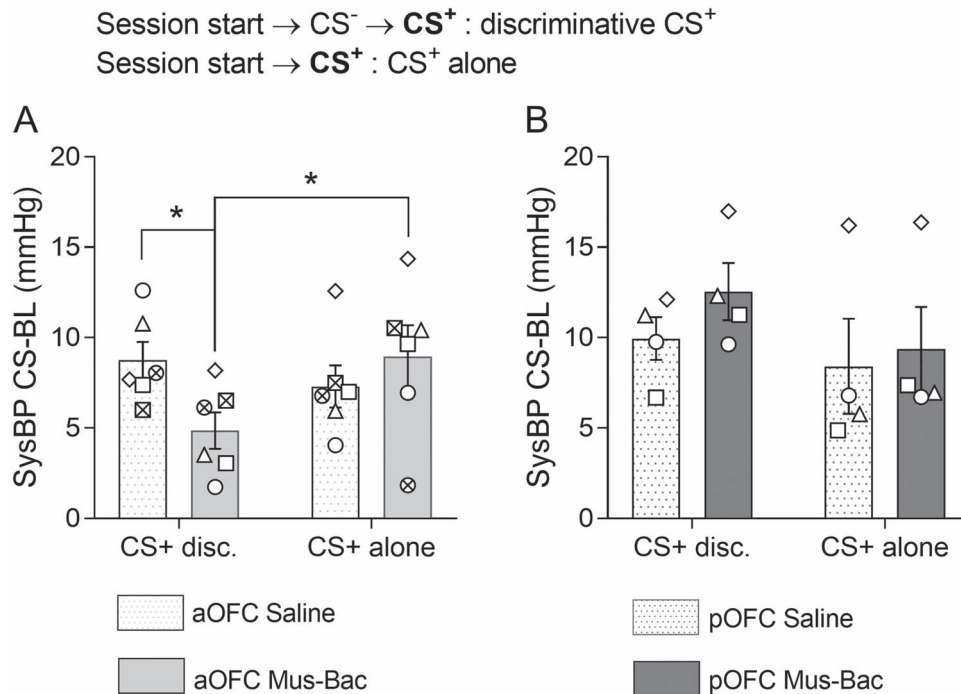 Session start → CS⁻ → CS⁺ : discriminative CS⁺
Session start → CS⁺ : CS⁺ alone
A
B
SysBP CS-BL (mmHg)
20
15
10
5
0
*
*
CS+ disc.
CS+ alone
SysBP CS-BL (mmHg)
20
15
10
5
0
CS+ disc.
CS+ alone
aOFC Saline
aOFC Mus-Bac
pOFC Saline
pOFC Mus-Bac